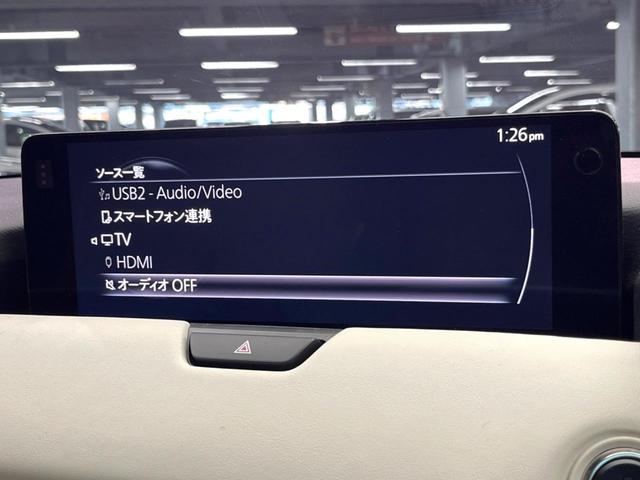 1:26pm
ソース一覧
USB2 - Audio/Video
スマートフォン連携
TV
HDMI
オーディオ OFF